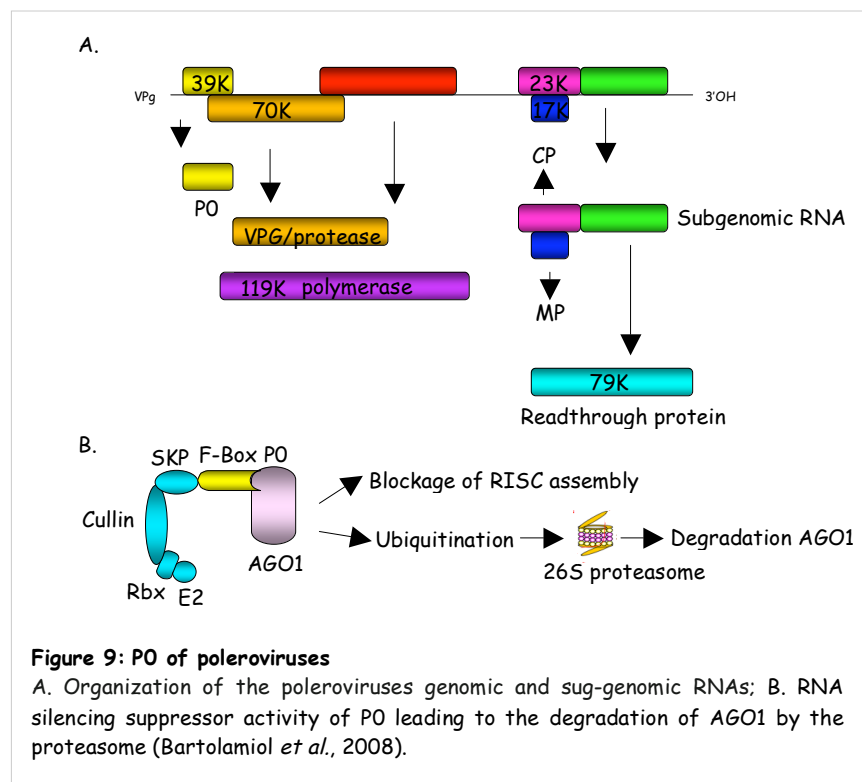 A.
39K
23K
VPg
3'OH
70K
17K
CP
P0
Subgenomic RNA
VPG/protease
119K polymerase
MP
79K
Readthrough protein
B.
SKP F-Box P0
Blockage of RISC assembly
Cullin
Ubiquitination
Degradation AGO1
AGO1
26S proteasome
Rbx E2
Figure 9: P0 of poleroviruses
A. Organization of the poleroviruses genomic and sug-genomic RNAs; B. RNA
silencing suppressor activity of P0 leading to the degradation of AGO1 by the
proteasome (Bartolamiol et al., 2008).